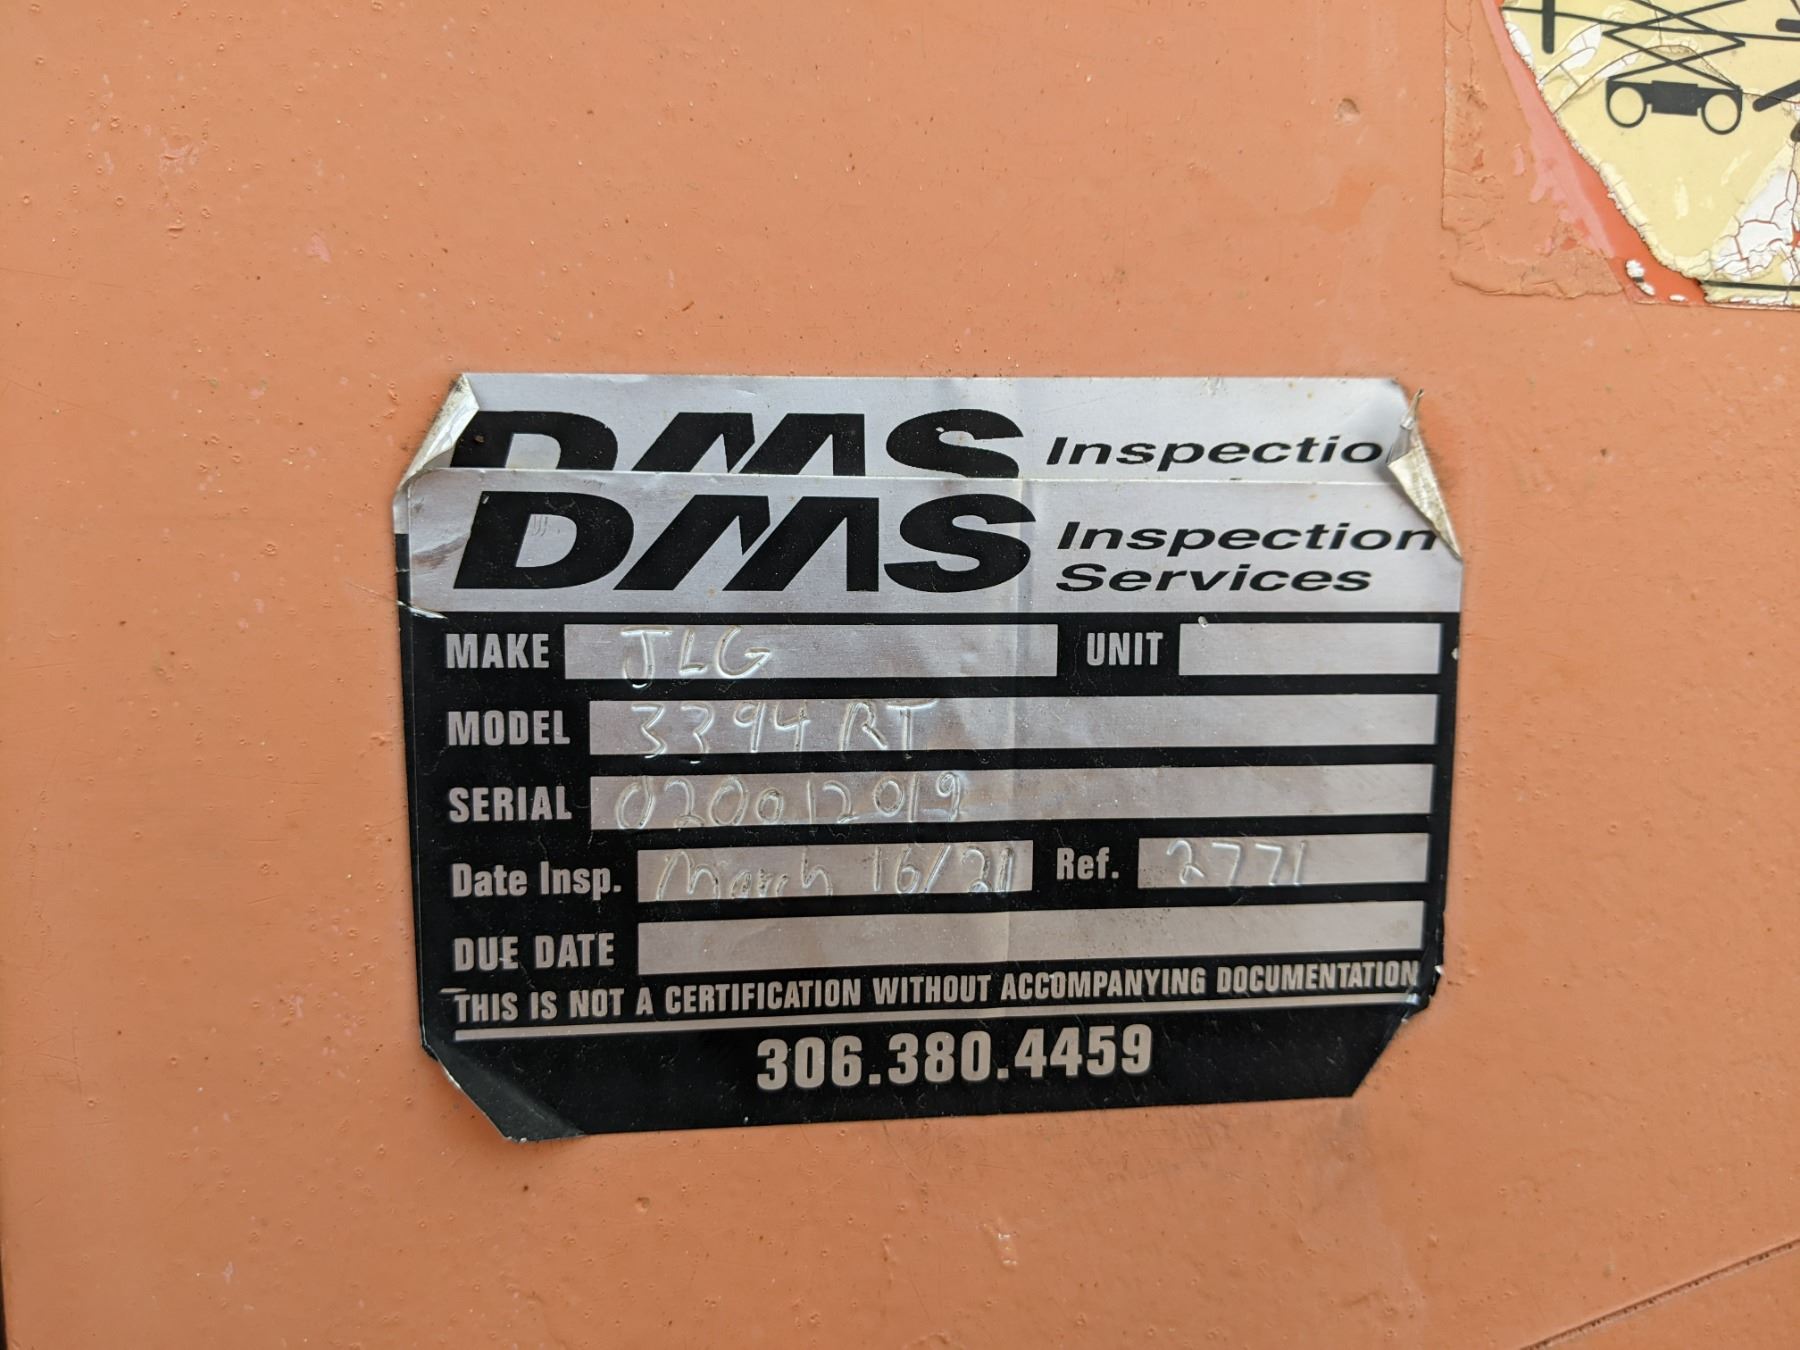 DMS Inspectio
DMS Inspection
Services
MAKE JLG UNIT
MODEL 3394 RT
SERIAL 020012019
Date Insp. March 16/21 Ref. 2771
DUE DATE
THIS IS NOT A CERTIFICATION WITHOUT ACCOMPANYING DOCUMENTATION
306.380.4459